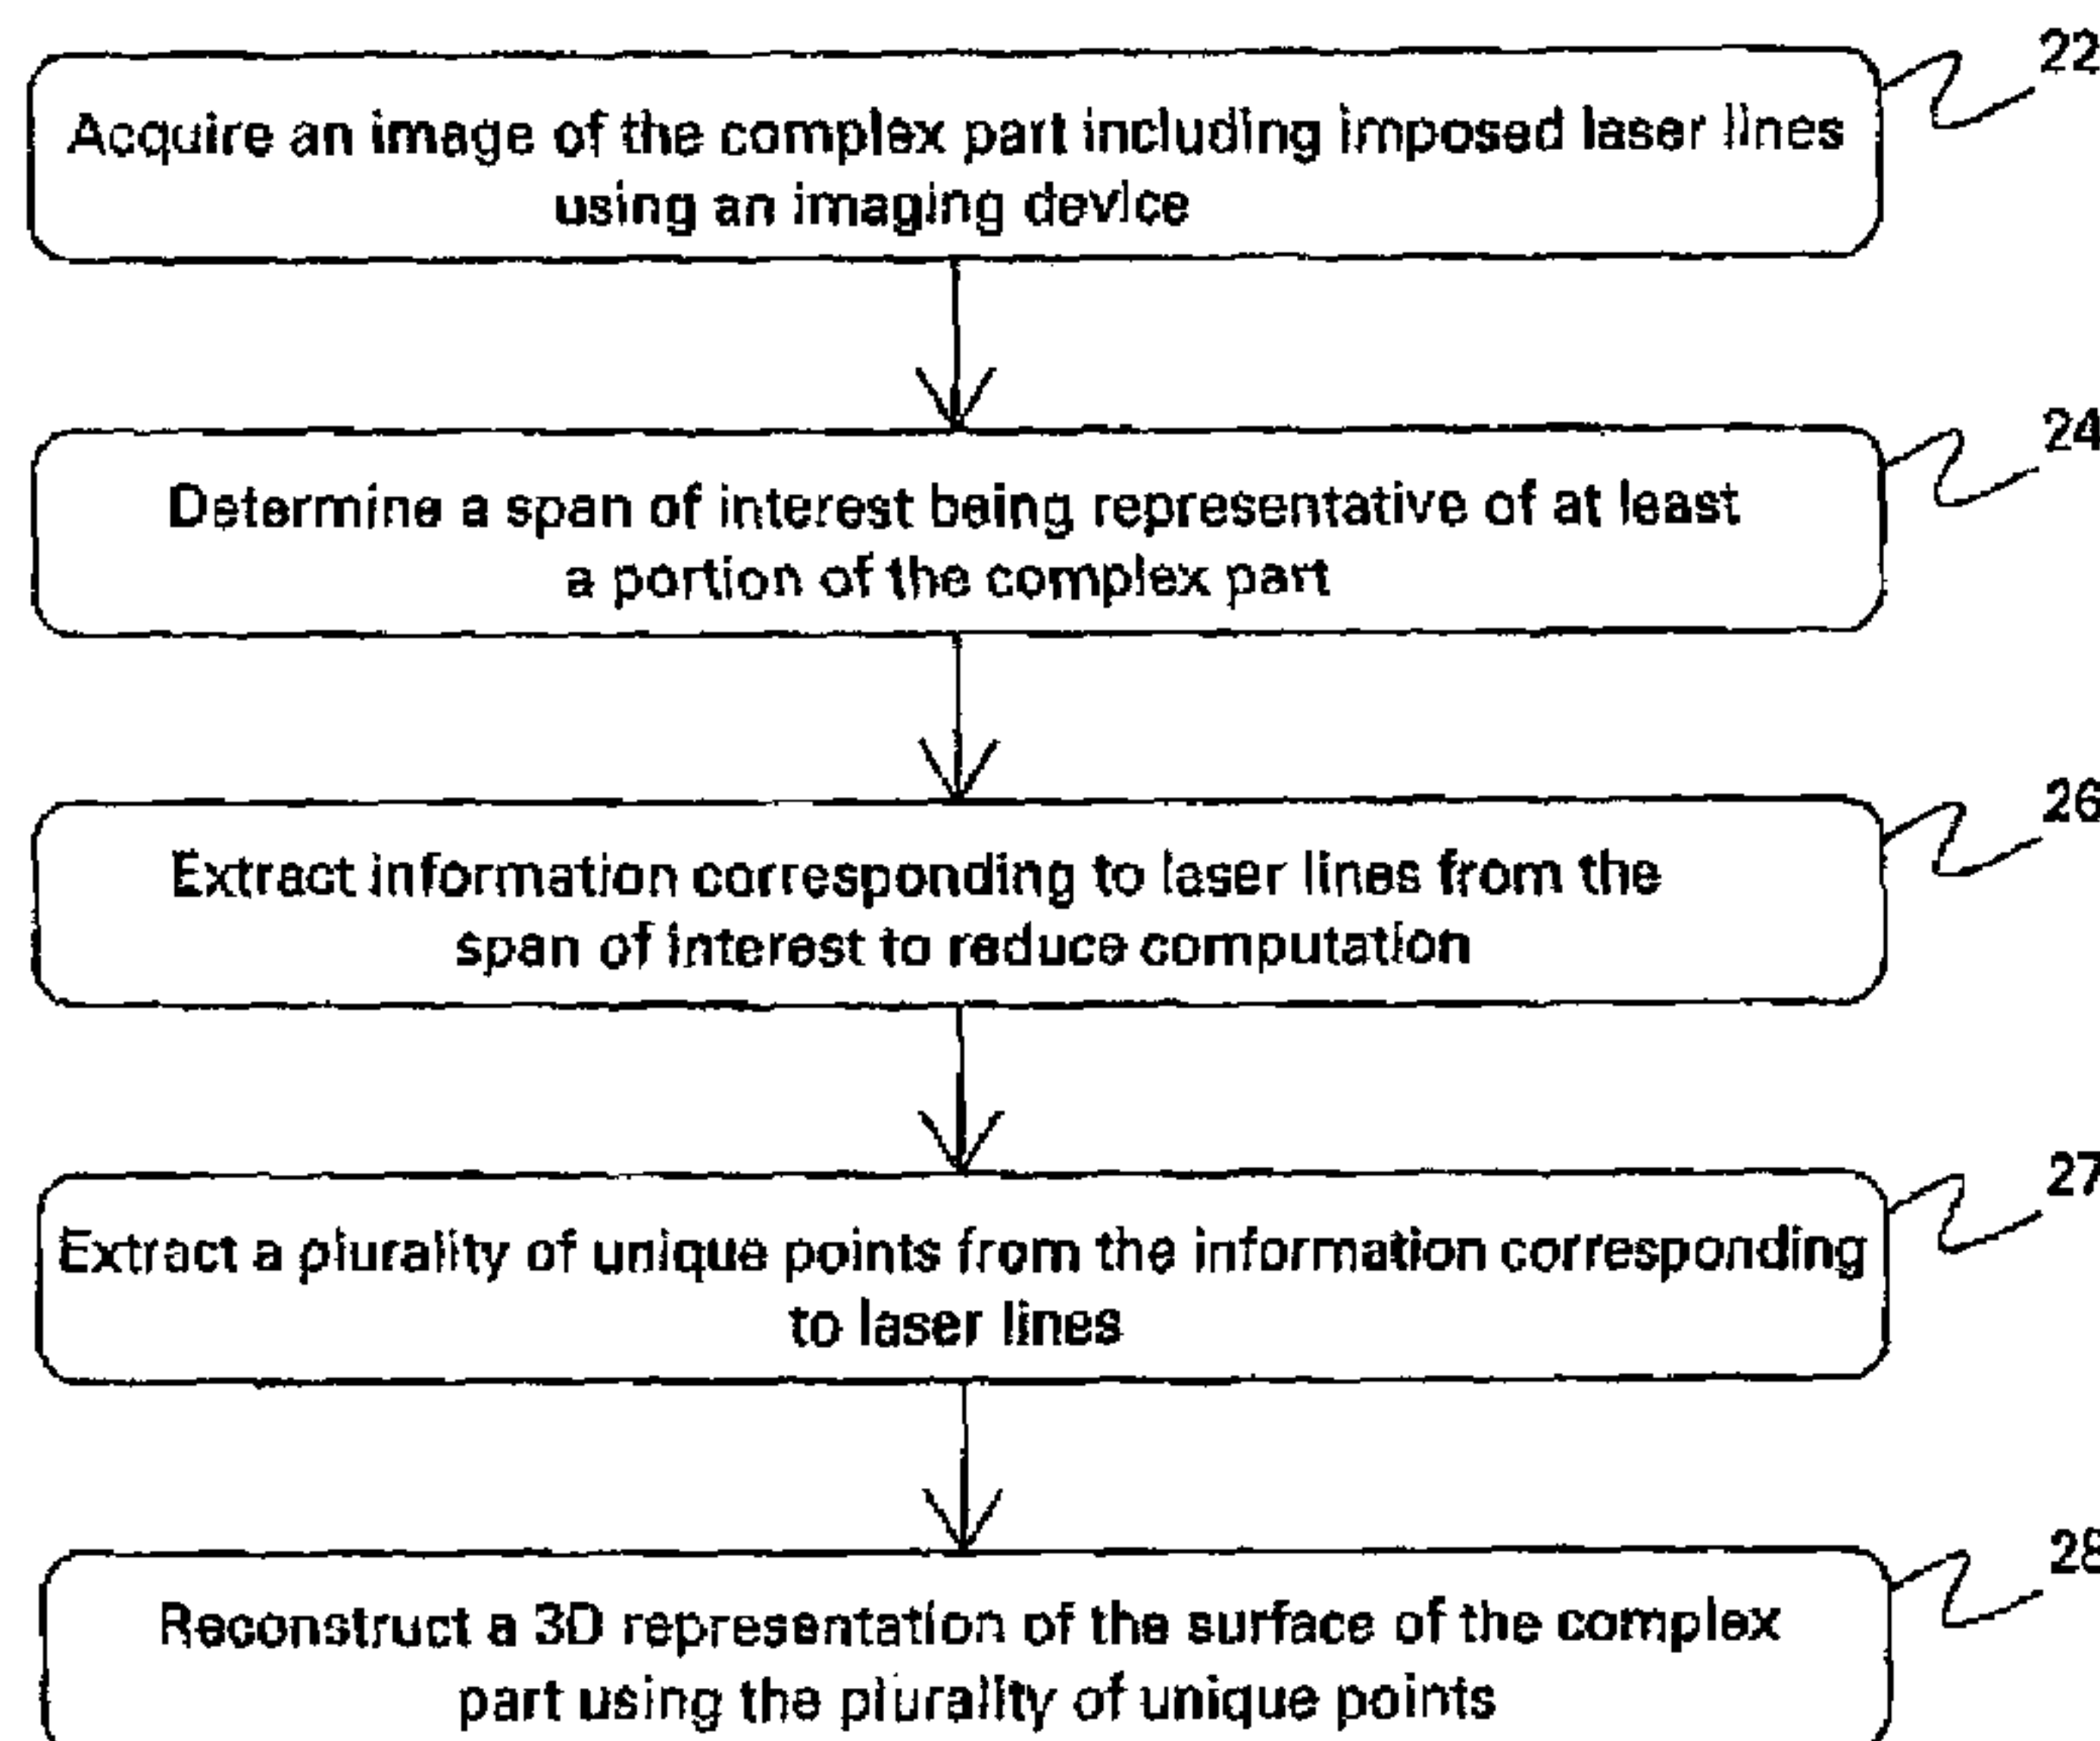 22
Acquire an image of the complex part including imposed laser lines
using an imaging device
24
Determine a span of interest being representative of at least
a portion of the complex part
26
Extract information corresponding to laser lines from the
span of interest to reduce computation
27
Extract a plurality of unique points from the information corresponding
to laser lines
28
Reconstruct a 3D representation of the surface of the complex
part using the plurality of unique points